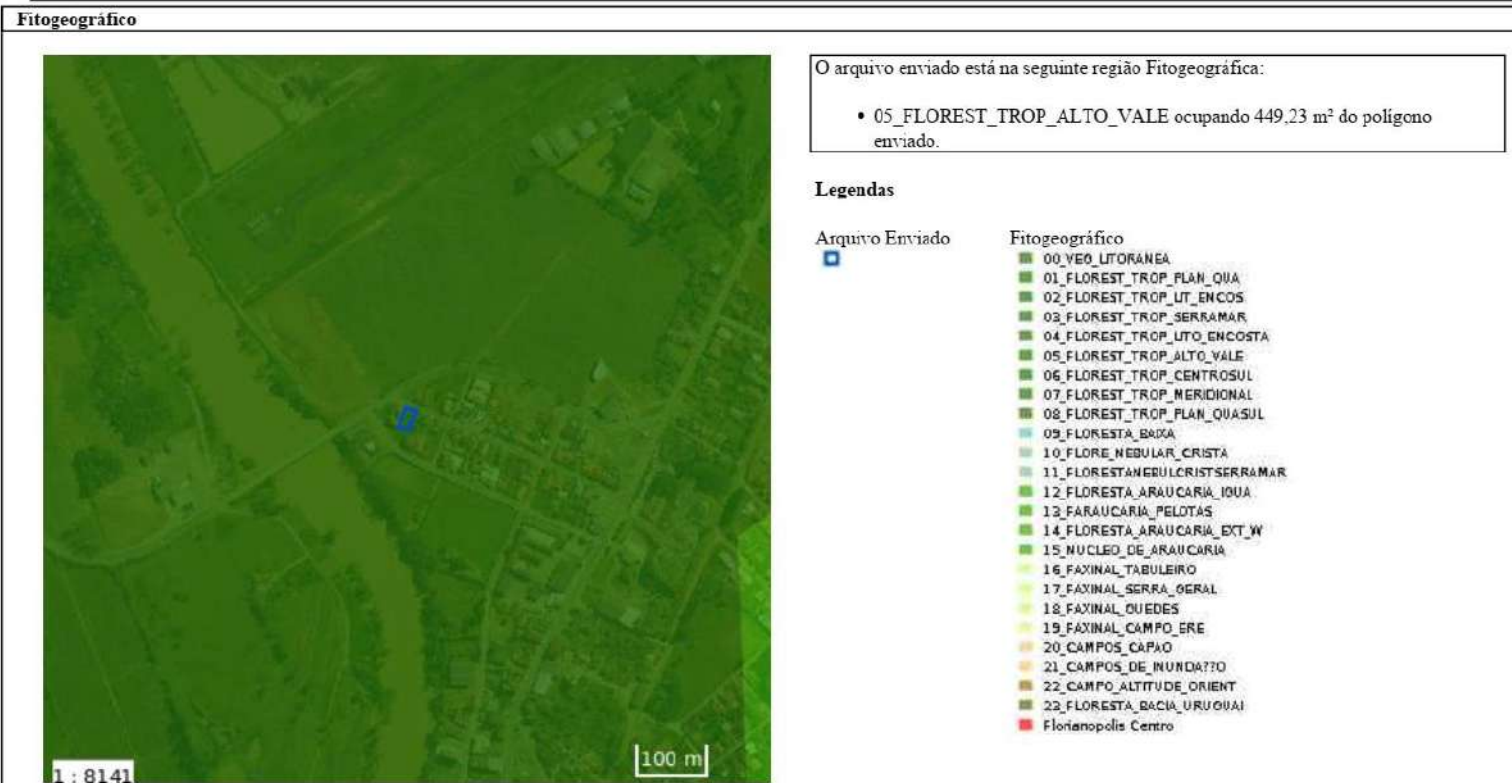 Fitogeográfico
O arquivo enviado está na seguinte região Fitogeográfica:
• 05_FLOREST_TROP_ALTO_VALE ocupando 449,23 m² do polígono
enviado.
Legendas
Arquivo Enviado
Fitogeográfico
00_VEG_LITORANEA
01_FLOREST_TROP_PLAN_QUA
02_FLOREST_TROP_LIT_ENCOS
03_FLOREST_TROP_SERRAMAR
04_FLOREST_TROP_LITO_ENCOSTA
05_FLOREST_TROP_ALTO_VALE
06_FLOREST_TROP_CENTROSUL
07_FLOREST_TROP_MERIDIONAL
08_FLOREST_TROP_PLAN_QUASUL
09_FLORESTA_BAIXA
10_FLORE_NEBULAR_CRISTA
11_FLORESTANEBULCRISTSERRAMAR
12_FLORESTA_ARAUCARIA_IGUA
13_FARAUCARIA_PELOTAS
14_FLORESTA_ARAUCARIA_EXT_W
15_NUCLEO_DE_ARAUCARIA
16_FAXINAL_TABULEIRO
17_FAXINAL_SERRA_GERAL
18_FAXINAL_GUEDES
19_FAXINAL_CAMPO_ERE
20_CAMPOS_CAPAO
21_CAMPOS_DE_INUNDA??O
22_CAMPO_ALTITUDE_ORIENT
23_FLORESTA_BACIA_URUGUAI
Florianopolis Centro
100 m
1 : 8141